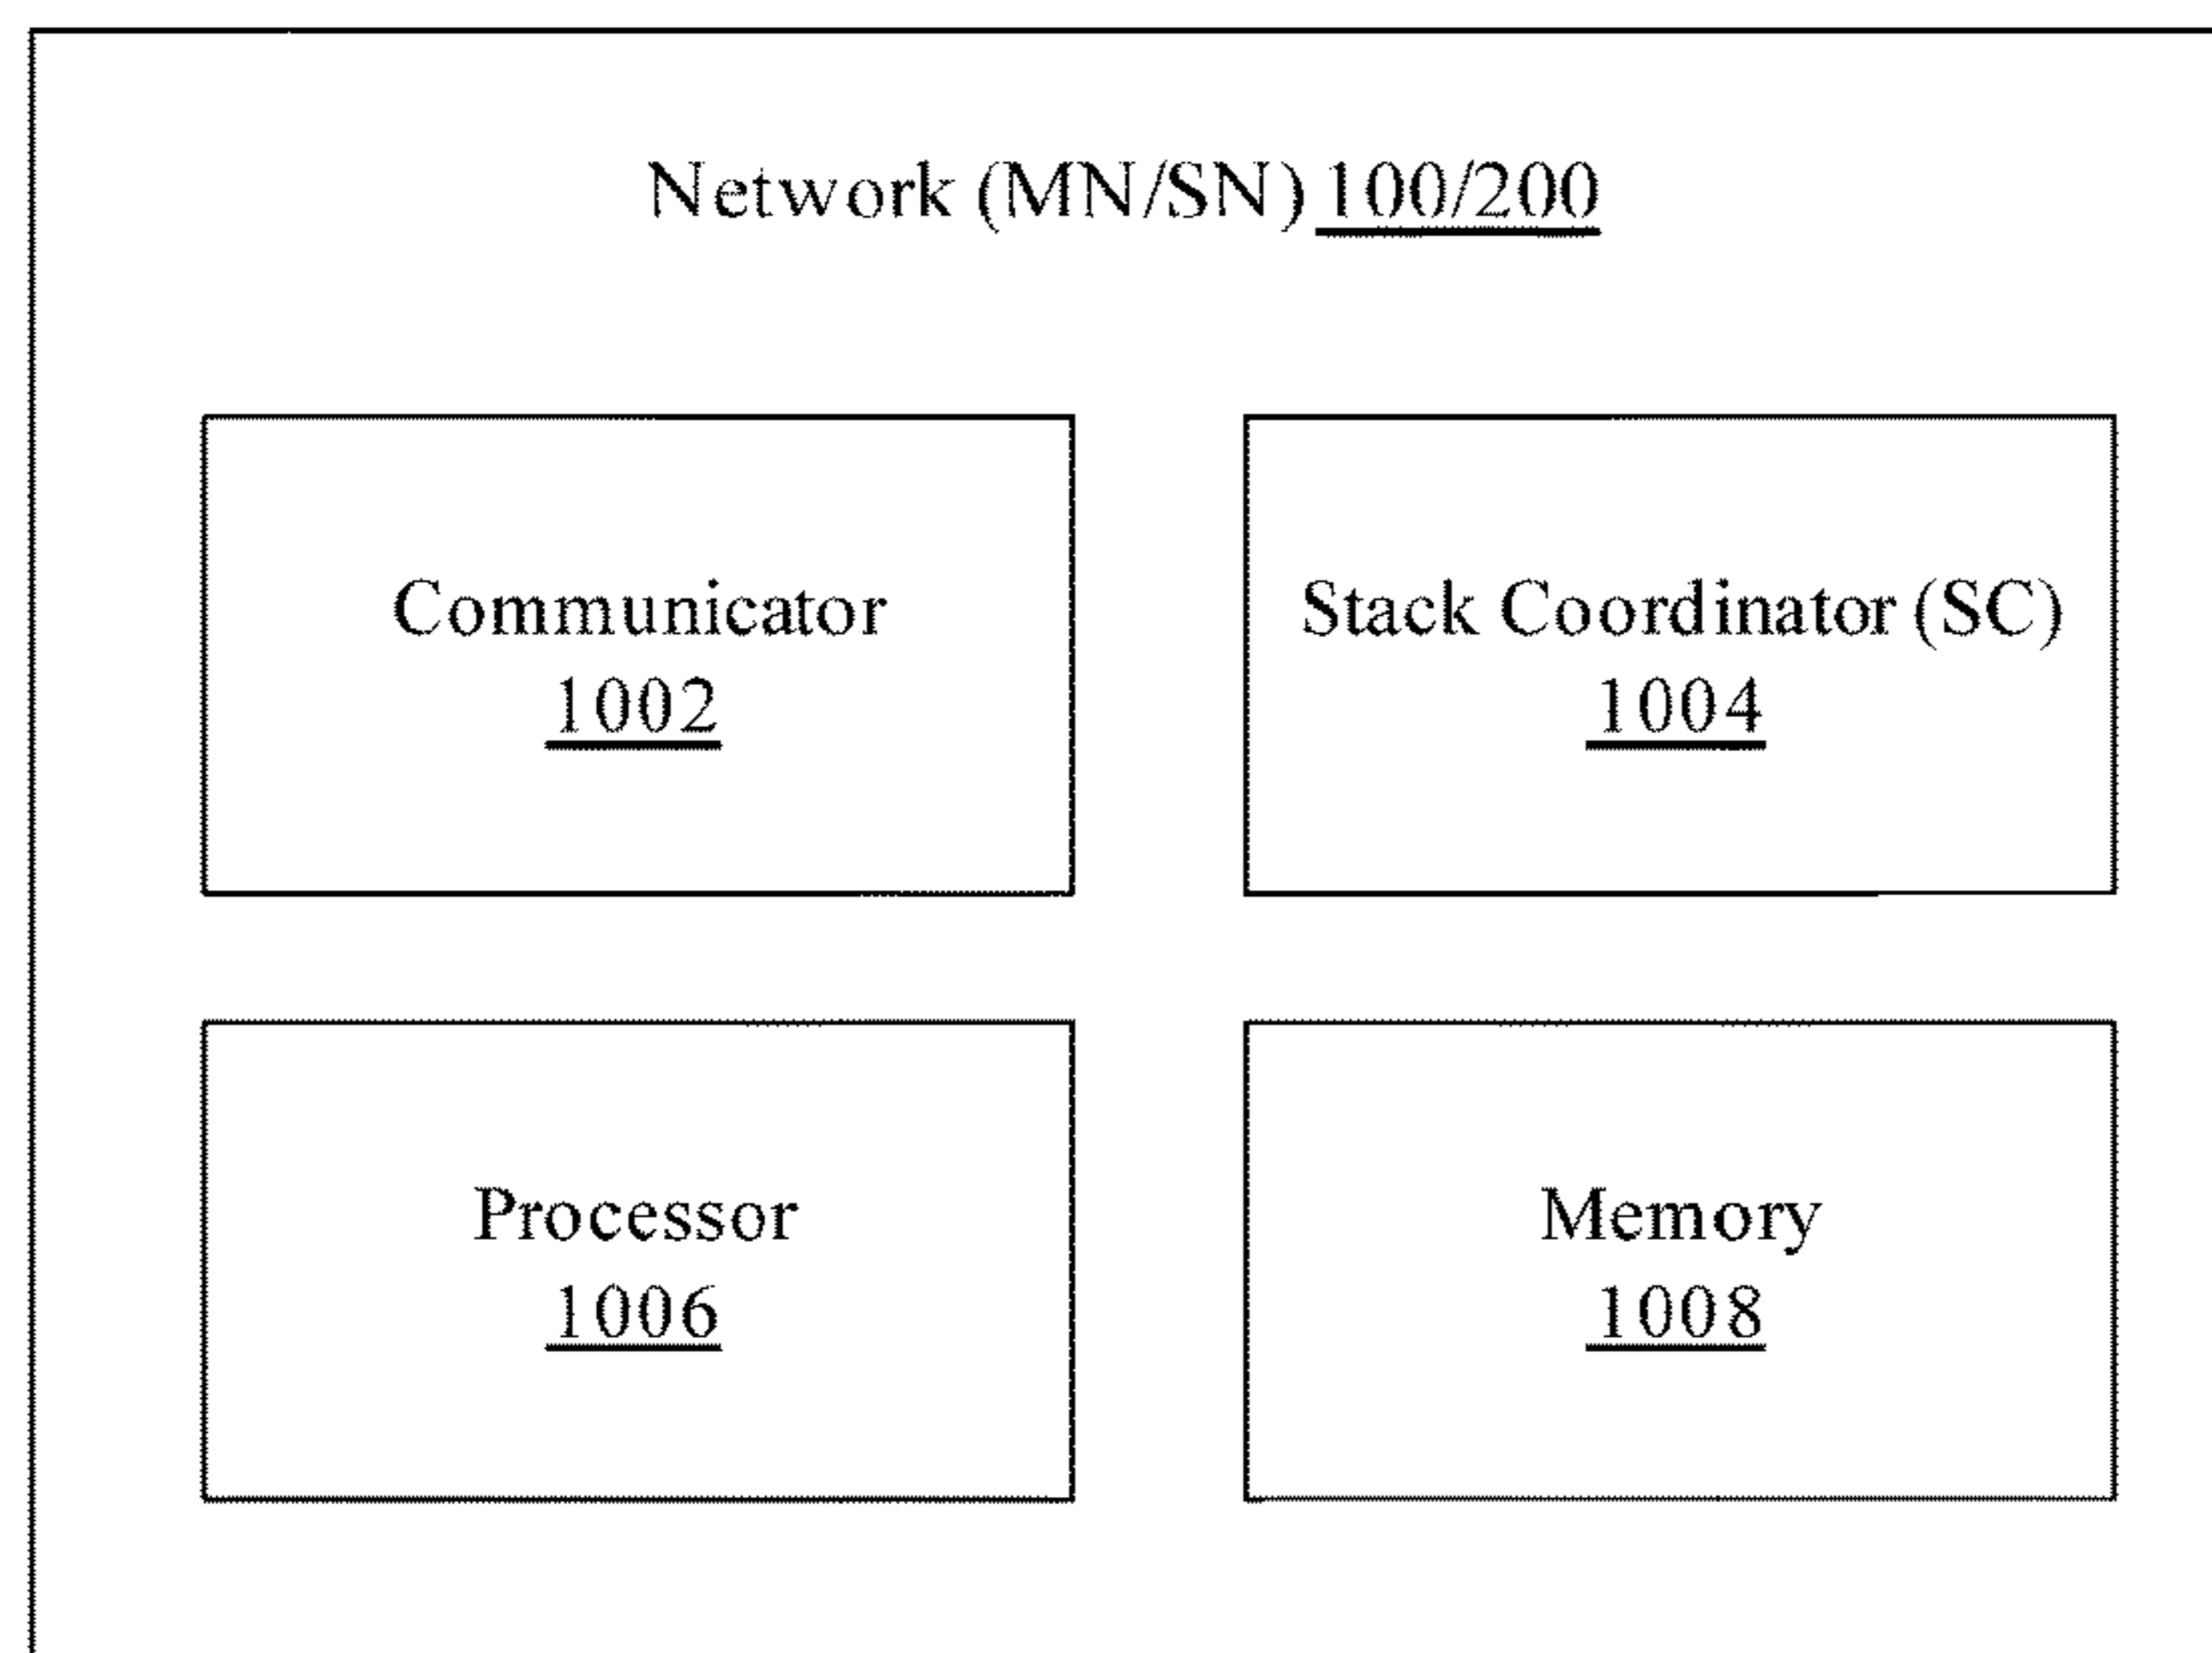 Network (MN/SN) 100/200
Communicator
1002
Stack Coordinator (SC)
1004
Processor
1006
Memory
1008